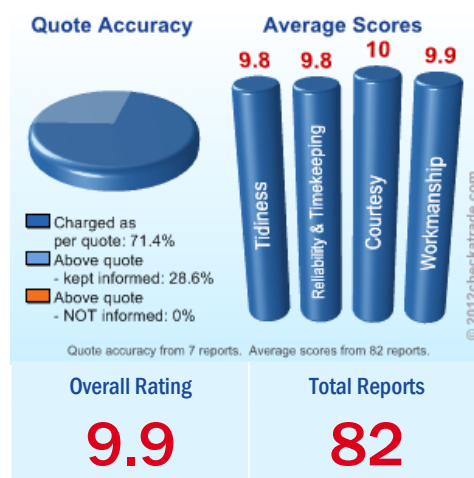 Quote Accuracy
Average Scores
9.8
9.8
10
9.9
Tidiness
Reliability & Timekeeping
Courtesy
Workmanship
Charged as
per quote: 71.4%
Above quote
- kept informed: 28.6%
Above quote
- NOT informed: 0%
© 2012checkatrade.com
Quote accuracy from 7 reports. Average scores from 82 reports.
Overall Rating
Total Reports
9.9
82